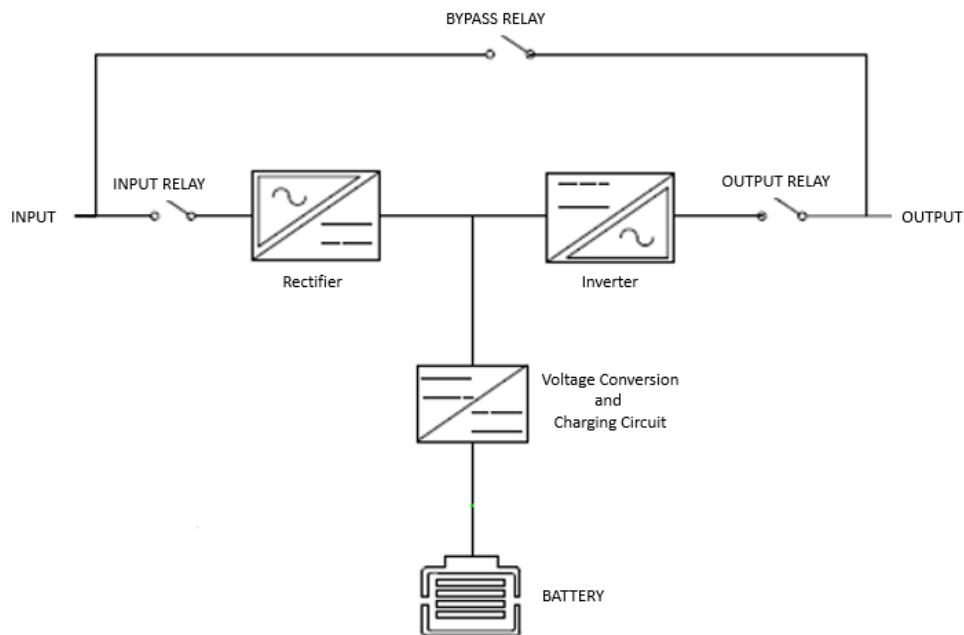 BYPASS RELAY
INPUT RELAY
OUTPUT RELAY
INPUT
OUTPUT
Rectifier
Inverter
Voltage Conversion
and
Charging Circuit
BATTERY